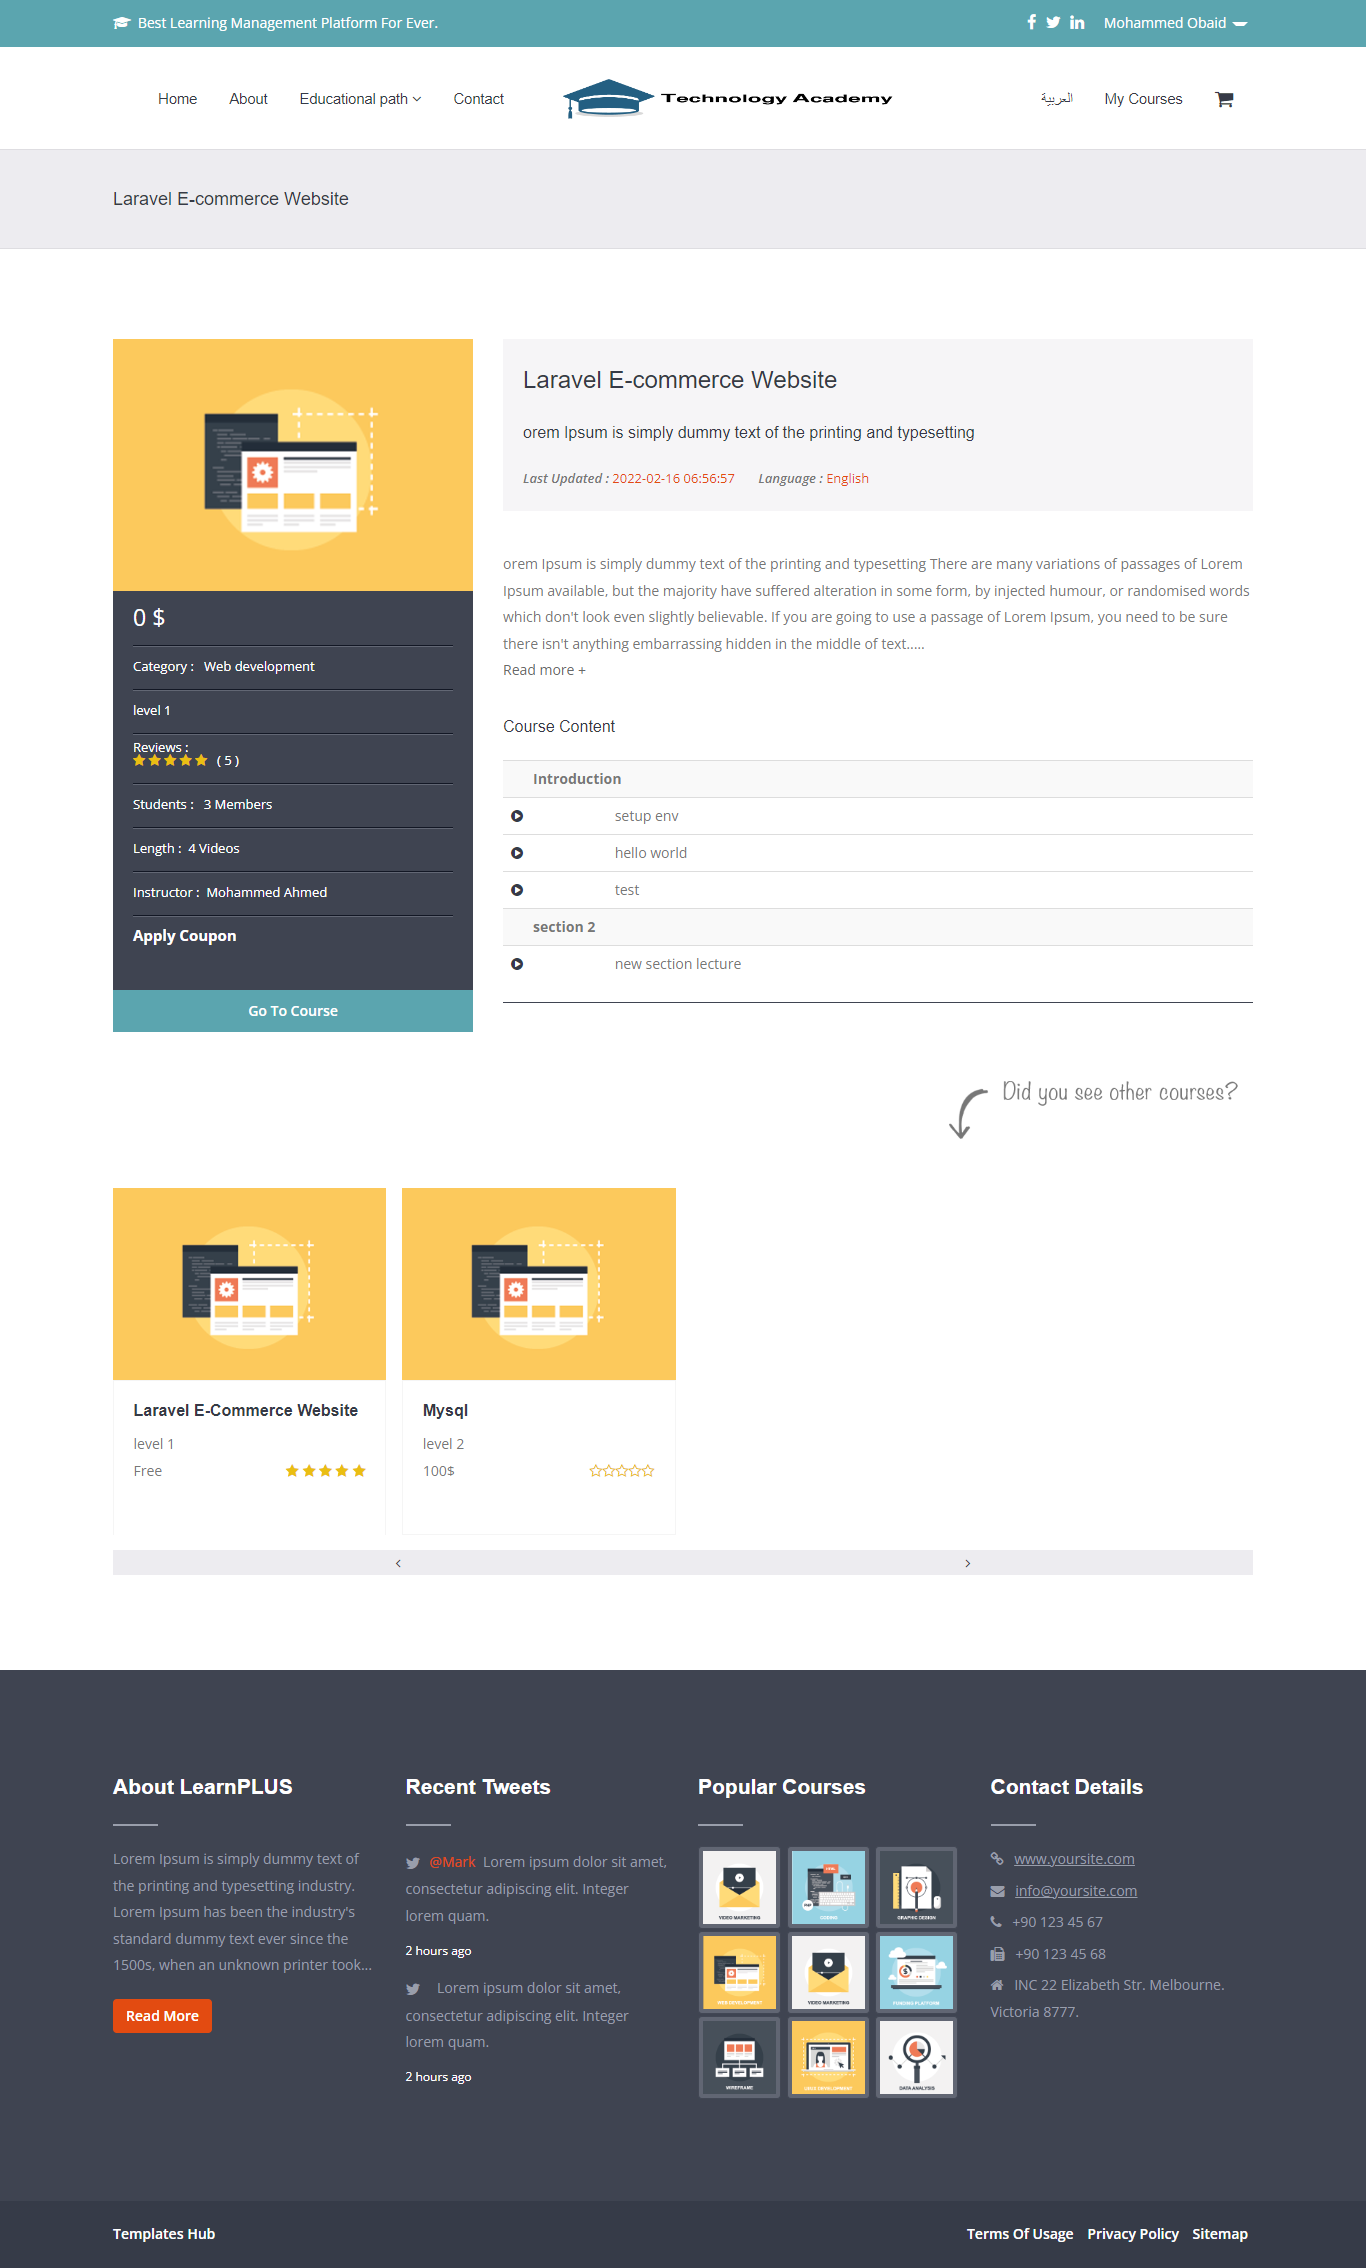 Best Learning Management Platform For Ever.
Mohammed Obaid
Home About Educational path Contact
Technology Academy
العربية My Courses
Laravel E-commerce Website
0 $
Category : Web development
level 1
Reviews :
( 5 )
Students : 3 Members
Length : 4 Videos
Instructor : Mohammed Ahmed
Apply Coupon
Go To Course
Laravel E-commerce Website
orem Ipsum is simply dummy text of the printing and typesetting
Last Updated : 2022-02-16 06:56:57 Language : English
orem Ipsum is simply dummy text of the printing and typesetting There are many variations of passages of Lorem
Ipsum available, but the majority have suffered alteration in some form, by injected humour, or randomised words
which don't look even slightly believable. If you are going to use a passage of Lorem Ipsum, you need to be sure
there isn't anything embarrassing hidden in the middle of text.....
Read more +
Course Content
Introduction
setup env
hello world
test
section 2
new section lecture
Did you see other courses?
Laravel E-Commerce Website
level 1
Free
Mysql
level 2
100$
About LearnPLUS
Lorem Ipsum is simply dummy text of
the printing and typesetting industry.
Lorem Ipsum has been the industry's
standard dummy text ever since the
1500s, when an unknown printer took...
Read More
Recent Tweets
@Mark Lorem ipsum dolor sit amet,
consectetur adipiscing elit. Integer
lorem quam.
2 hours ago
Lorem ipsum dolor sit amet,
consectetur adipiscing elit. Integer
lorem quam.
2 hours ago
Popular Courses
VIDEO MARKETING
CODING
GRAPHIC DESIGN
WEB DEVELOPMENT
VIDEO MARKETING
FUNDING PLATFORM
WIREFRAME
DATA ANALYSIS
Contact Details
www.yoursite.com
info@yoursite.com
+90 123 45 67
+90 123 45 68
INC 22 Elizabeth Str. Melbourne.
Victoria 8777.
Templates Hub
Terms Of Usage Privacy Policy Sitemap